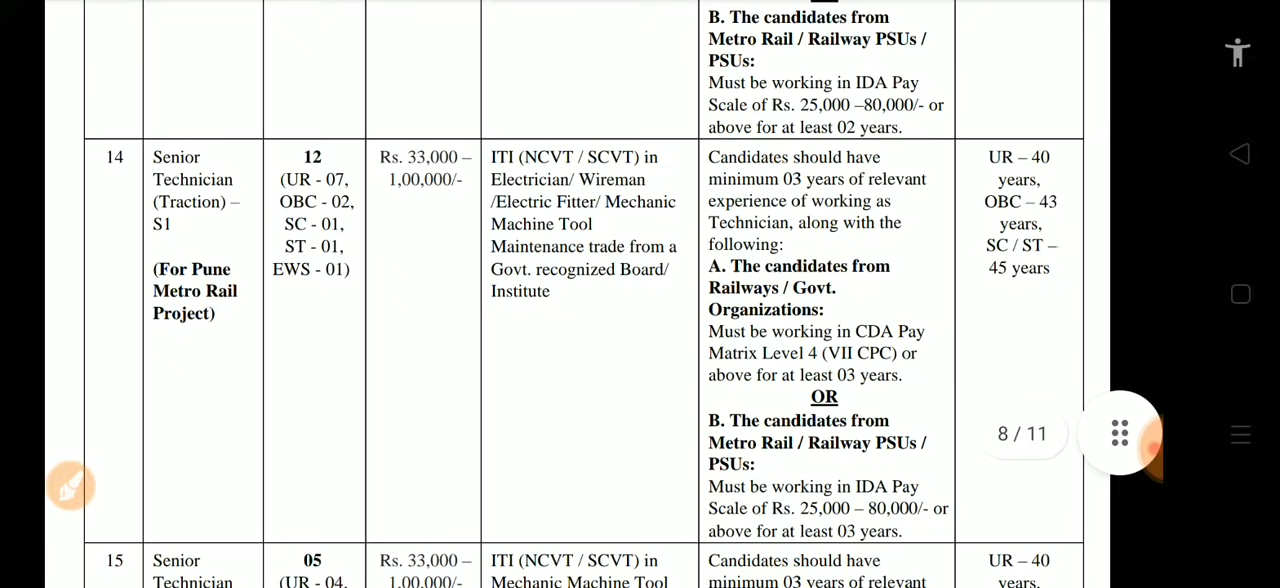 B. The candidates from
Metro Rail / Railway PSUs /
PSUs:
Must be working in IDA Pay
Scale of Rs. 25,000 –80,000/- or
above for at least 02 years.
14
Senior
Technician
(Traction) –
S1
(For Pune
Metro Rail
Project)
12
(UR - 07,
OBC - 02,
SC - 01,
ST - 01,
EWS - 01)
Rs. 33,000 –
1,00,000/-
ITI (NCVT / SCVT) in
Electrician/ Wireman
/Electric Fitter/ Mechanic
Machine Tool
Maintenance trade from a
Govt. recognized Board/
Institute
Candidates should have
minimum 03 years of relevant
experience of working as
Technician, along with the
following:
A. The candidates from
Railways / Govt.
Organizations:
Must be working in CDA Pay
Matrix Level 4 (VII CPC) or
above for at least 03 years.
OR
B. The candidates from
Metro Rail / Railway PSUs /
PSUs:
Must be working in IDA Pay
Scale of Rs. 25,000 – 80,000/- or
above for at least 03 years.
UR – 40
years,
OBC – 43
years,
SC / ST –
45 years
8 / 11
15
Senior
Technician
05
(UR - 04,
Rs. 33,000 –
1,00,000/-
ITI (NCVT / SCVT) in
Mechanic Machine Tool
Candidates should have
minimum 03 years of relevant
UR – 40
years,